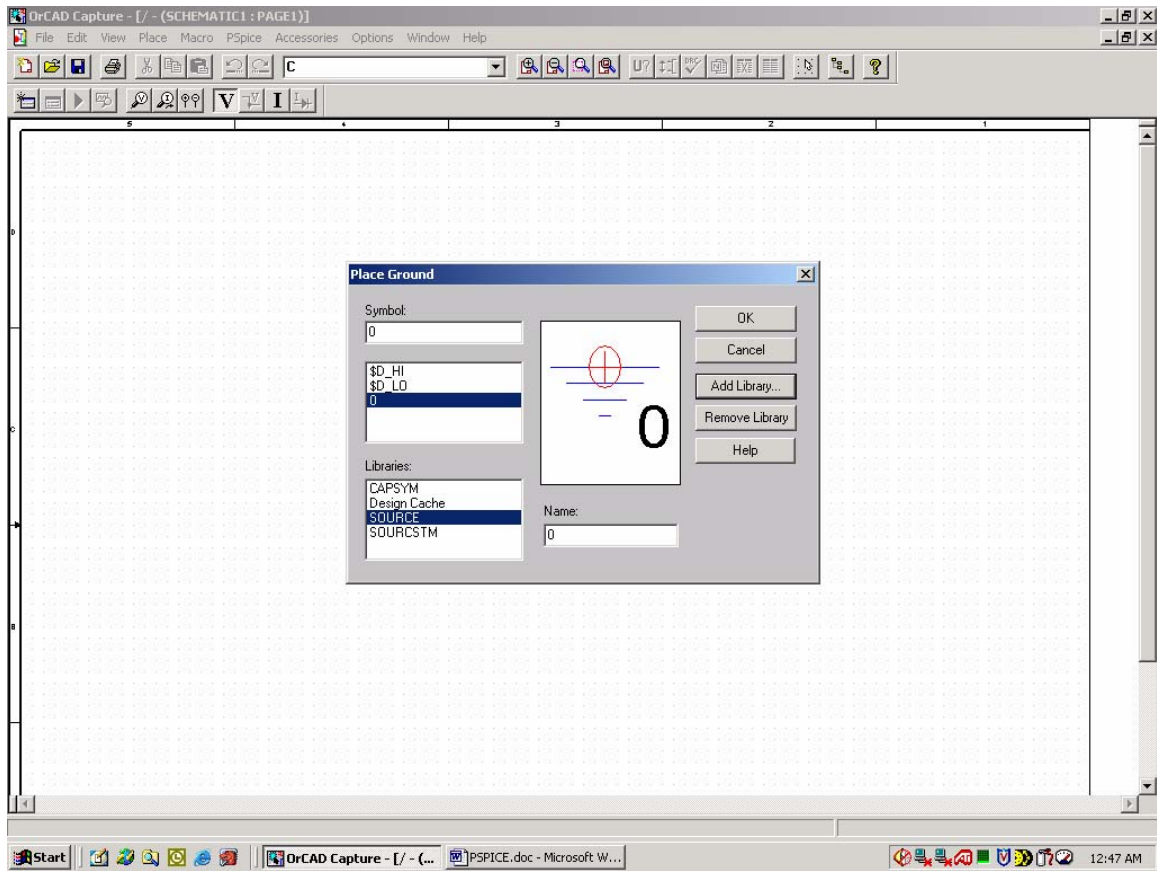 OrCAD Capture - [/ - (SCHEMATIC1 : PAGE1)]
File Edit View Place Macro PSpice Accessories Options Window Help
C
U?
DRC
V I
5 4 3 2 1
D
C
B
Place Ground
Symbol:
0
$D_HI
$D_LO
0
Libraries:
CAPSYM
Design Cache
SOURCE
SOURCSTM
0
Name:
0
OK
Cancel
Add Library...
Remove Library
Help
Start
OrCAD Capture - [/ - (...
PSPICE.doc - Microsoft W...
12:47 AM